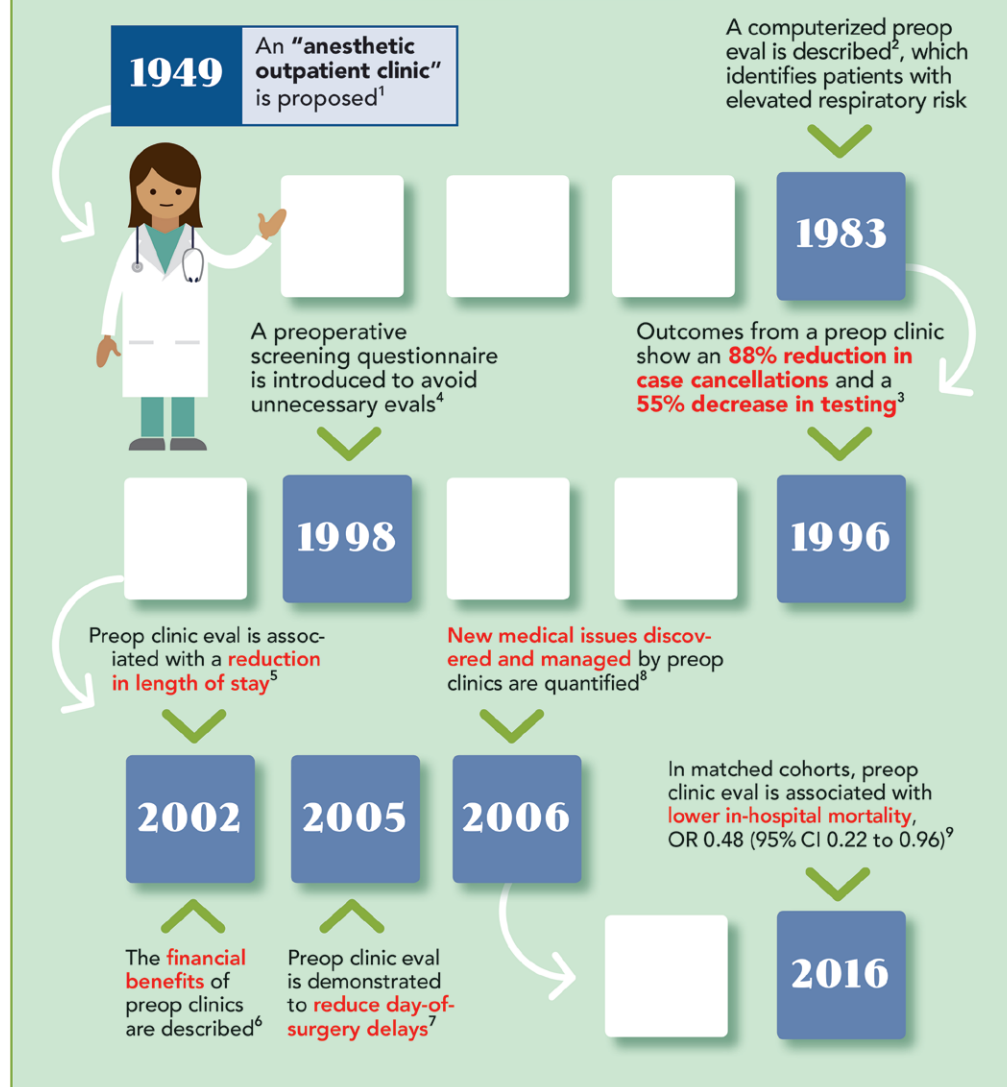 1949
An “anesthetic
outpatient clinic”
is proposed¹
A computerized preop
eval is described², which
identifies patients with
elevated respiratory risk
1983
Outcomes from a preop clinic
show an 88% reduction in
case cancellations and a
55% decrease in testing³
1996
A preoperative
screening questionnaire
is introduced to avoid
unnecessary evals⁴
1998
Preop clinic eval is assoc-
iated with a reduction
in length of stay⁵
2002
The financial
benefits of
preop clinics
are described⁶
2005
Preop clinic eval
is demonstrated
to reduce day-of-
surgery delays⁷
New medical issues discov-
ered and managed by preop
clinics are quantified⁸
2006
In matched cohorts, preop
clinic eval is associated with
lower in-hospital mortality,
OR 0.48 (95% CI 0.22 to 0.96)⁹
2016